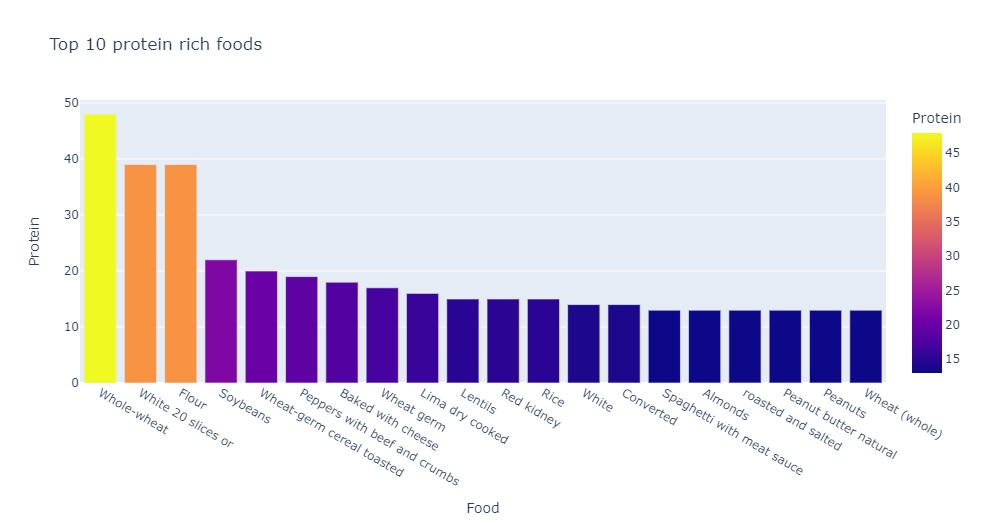 Top 10 protein rich foods
Protein
50
40
30
20
10
0
Protein
45
40
35
30
25
20
15
Whole-wheat
White 20 slices or
Flour
Soybeans
Wheat-germ cereal toasted
Peppers with beef and crumbs
Baked with cheese
Wheat germ
Lima dry cooked
Lentils
Red kidney
Rice
White
Converted
Spaghetti with meat sauce
Almonds
roasted and salted
Peanut butter natural
Peanuts
Wheat (whole)
Food